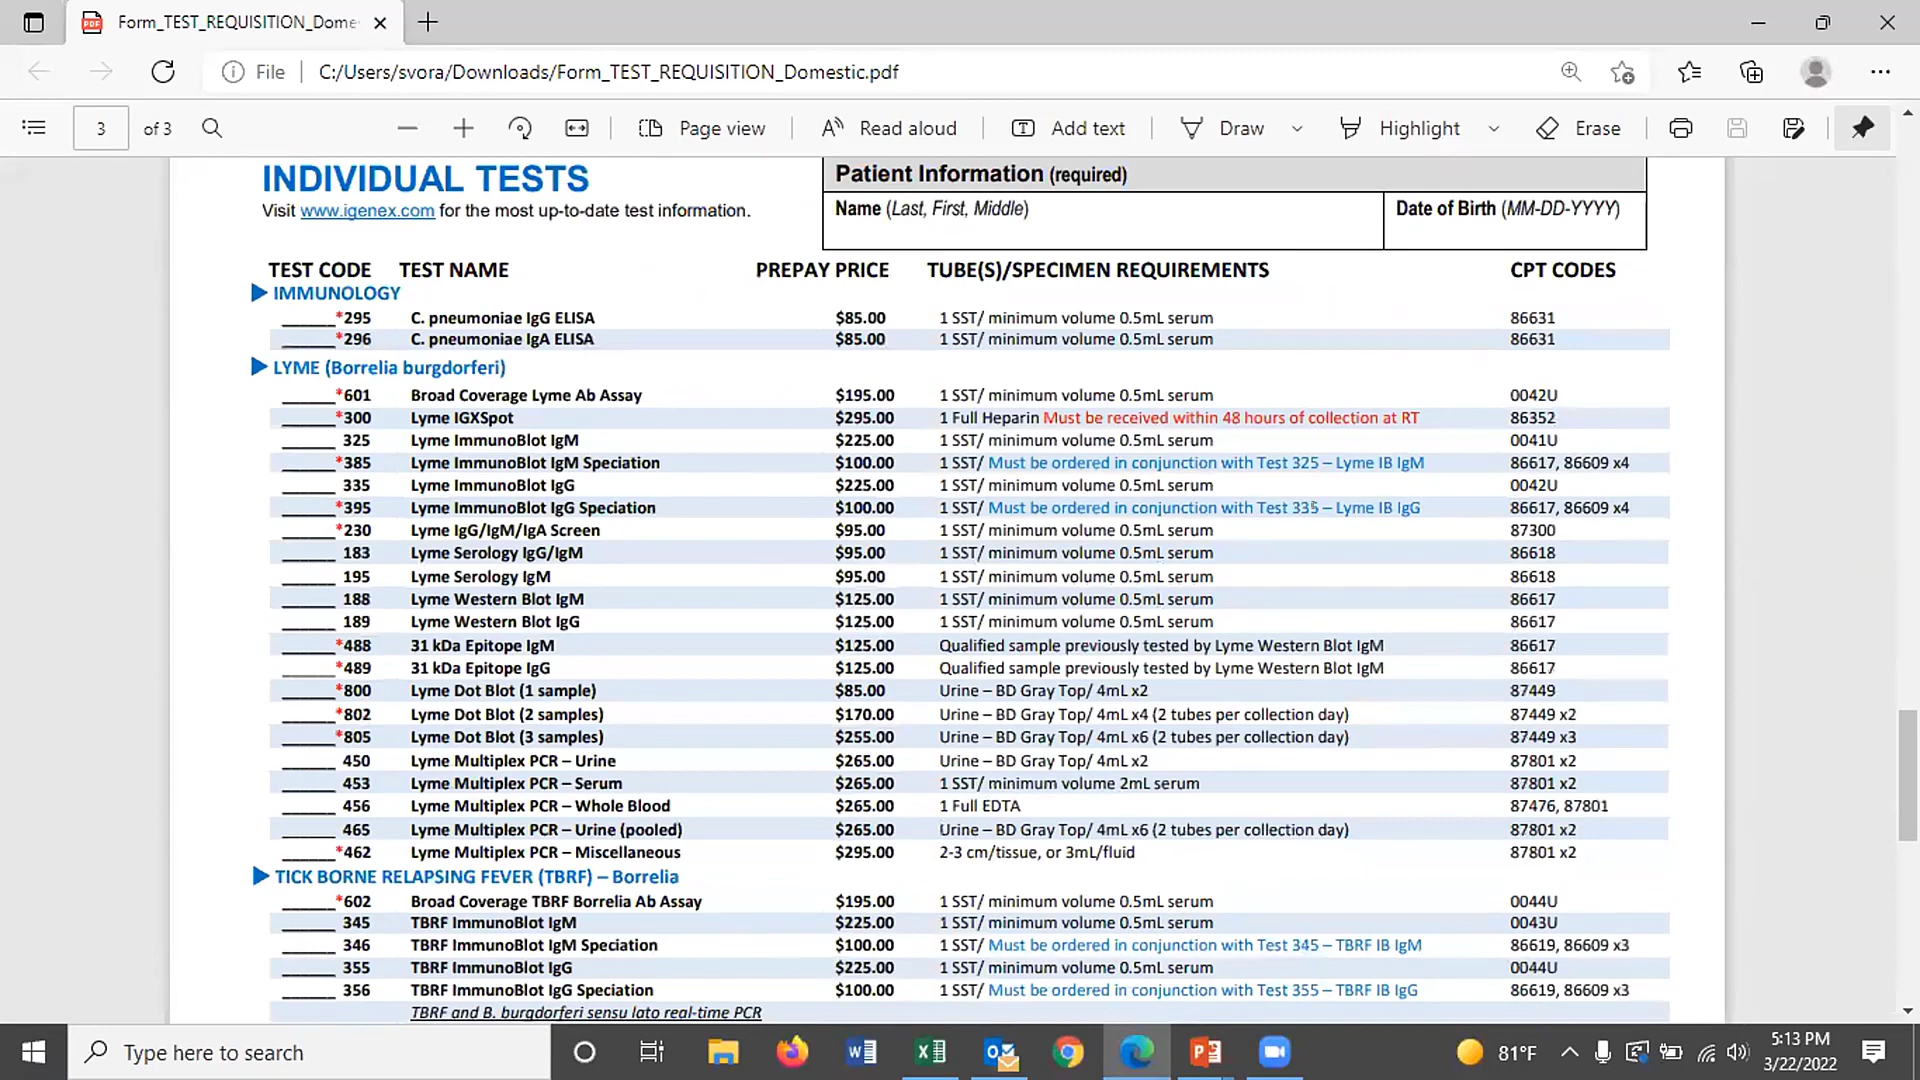 Form_TEST_REQUISITION_Dome
File
C:/Users/svora/Downloads/Form_TEST_REQUISITION_Domestic.pdf
3 of 3 Page view Read aloud Add text Draw Highlight Erase
INDIVIDUAL TESTS
Visit www.igenex.com for the most up-to-date test information.
Patient Information (required)
Name (Last, First, Middle) Date of Birth (MM-DD-YYYY)
TEST CODE TEST NAME PREPAY PRICE TUBE(S)/SPECIMEN REQUIREMENTS CPT CODES
IMMUNOLOGY
______*295 C. pneumoniae IgG ELISA $85.00 1 SST/ minimum volume 0.5mL serum 86631
______*296 C. pneumoniae IgA ELISA $85.00 1 SST/ minimum volume 0.5mL serum 86631
LYME (Borrelia burgdorferi)
______*601 Broad Coverage Lyme Ab Assay $195.00 1 SST/ minimum volume 0.5mL serum 0042U
______*300 Lyme IGXSpot $295.00 1 Full Heparin Must be received within 48 hours of collection at RT 86352
______ 325 Lyme ImmunoBlot IgM $225.00 1 SST/ minimum volume 0.5mL serum 0041U
______*385 Lyme ImmunoBlot IgM Speciation $100.00 1 SST/ Must be ordered in conjunction with Test 325 – Lyme IB IgM 86617, 86609 x4
______ 335 Lyme ImmunoBlot IgG $225.00 1 SST/ minimum volume 0.5mL serum 0042U
______*395 Lyme ImmunoBlot IgG Speciation $100.00 1 SST/ Must be ordered in conjunction with Test 335 – Lyme IB IgG 86617, 86609 x4
______*230 Lyme IgG/IgM/IgA Screen $95.00 1 SST/ minimum volume 0.5mL serum 87300
______ 183 Lyme Serology IgG/IgM $95.00 1 SST/ minimum volume 0.5mL serum 86618
______ 195 Lyme Serology IgM $95.00 1 SST/ minimum volume 0.5mL serum 86618
______ 188 Lyme Western Blot IgM $125.00 1 SST/ minimum volume 0.5mL serum 86617
______ 189 Lyme Western Blot IgG $125.00 1 SST/ minimum volume 0.5mL serum 86617
______*488 31 kDa Epitope IgM $125.00 Qualified sample previously tested by Lyme Western Blot IgM 86617
______*489 31 kDa Epitope IgG $125.00 Qualified sample previously tested by Lyme Western Blot IgM 86617
______*800 Lyme Dot Blot (1 sample) $85.00 Urine – BD Gray Top/ 4mL x2 87449
______*802 Lyme Dot Blot (2 samples) $170.00 Urine – BD Gray Top/ 4mL x4 (2 tubes per collection day) 87449 x2
______*805 Lyme Dot Blot (3 samples) $255.00 Urine – BD Gray Top/ 4mL x6 (2 tubes per collection day) 87449 x3
______ 450 Lyme Multiplex PCR – Urine $265.00 Urine – BD Gray Top/ 4mL x2 87801 x2
______ 453 Lyme Multiplex PCR – Serum $265.00 1 SST/ minimum volume 2mL serum 87801 x2
______ 456 Lyme Multiplex PCR – Whole Blood $265.00 1 Full EDTA 87476, 87801
______ 465 Lyme Multiplex PCR – Urine (pooled) $265.00 Urine – BD Gray Top/ 4mL x6 (2 tubes per collection day) 87801 x2
______*462 Lyme Multiplex PCR – Miscellaneous $295.00 2-3 cm/tissue, or 3mL/fluid 87801 x2
TICK BORNE RELAPSING FEVER (TBRF) – Borrelia
______*602 Broad Coverage TBRF Borrelia Ab Assay $195.00 1 SST/ minimum volume 0.5mL serum 0044U
______ 345 TBRF ImmunoBlot IgM $225.00 1 SST/ minimum volume 0.5mL serum 0043U
______ 346 TBRF ImmunoBlot IgM Speciation $100.00 1 SST/ Must be ordered in conjunction with Test 345 – TBRF IB IgM 86619, 86609 x3
______ 355 TBRF ImmunoBlot IgG $225.00 1 SST/ minimum volume 0.5mL serum 0044U
______ 356 TBRF ImmunoBlot IgG Speciation $100.00 1 SST/ Must be ordered in conjunction with Test 355 – TBRF IB IgG 86619, 86609 x3
TBRF and B. burgdorferi sensu lato real-time PCR
Type here to search
81°F
5:13 PM
3/22/2022